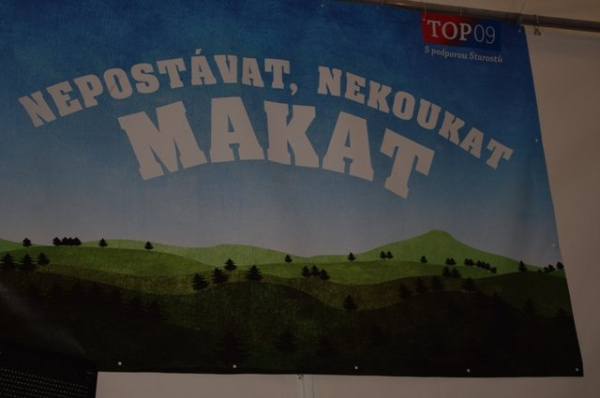 TOP09
S podporou Starostů
NEPOSTÁVAT, NEKOUKAT
MAKAT